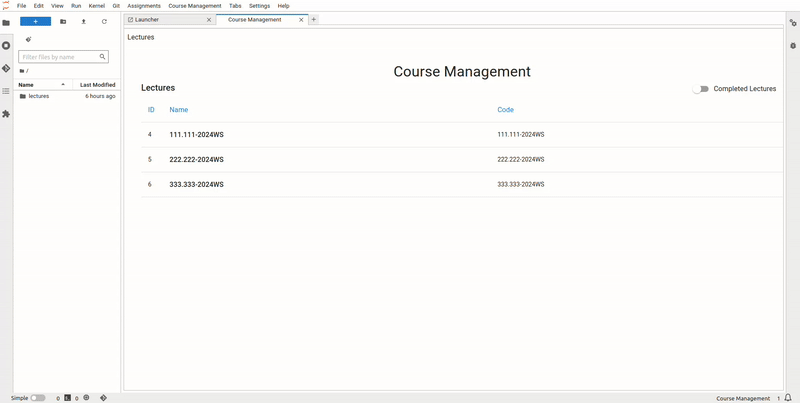 File Edit View Run Kernel Git Assignments Course Management Tabs Settings Help
Launcher
Course Management
Filter files by name
/
Name Last Modified
lectures 6 hours ago
Lectures
Course Management
Lectures
Completed Lectures
ID Name Code
4 111.111-2024WS 111.111-2024WS
5 222.222-2024WS 222.222-2024WS
6 333.333-2024WS 333.333-2024WS
Simple 0 0 Course Management 1